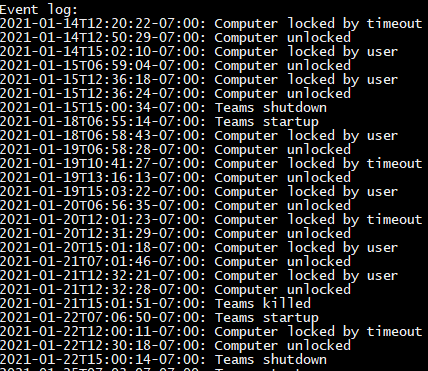 Event log:
2021-01-14T12:20:22-07:00: Computer locked by timeout
2021-01-14T12:50:29-07:00: Computer unlocked
2021-01-14T15:02:10-07:00: Computer locked by user
2021-01-15T06:59:04-07:00: Computer unlocked
2021-01-15T12:36:18-07:00: Computer locked by user
2021-01-15T12:36:24-07:00: Computer unlocked
2021-01-15T15:00:34-07:00: Teams shutdown
2021-01-18T06:55:14-07:00: Teams startup
2021-01-18T06:58:43-07:00: Computer locked by user
2021-01-19T06:58:28-07:00: Computer unlocked
2021-01-19T10:41:27-07:00: Computer locked by timeout
2021-01-19T13:16:13-07:00: Computer unlocked
2021-01-19T15:03:22-07:00: Computer locked by user
2021-01-20T06:56:35-07:00: Computer unlocked
2021-01-20T12:01:23-07:00: Computer locked by timeout
2021-01-20T12:31:29-07:00: Computer unlocked
2021-01-20T15:01:18-07:00: Computer locked by user
2021-01-21T07:01:46-07:00: Computer unlocked
2021-01-21T12:32:21-07:00: Computer locked by user
2021-01-21T12:32:28-07:00: Computer unlocked
2021-01-21T15:01:51-07:00: Teams killed
2021-01-22T07:06:50-07:00: Teams startup
2021-01-22T12:00:11-07:00: Computer locked by timeout
2021-01-22T12:30:18-07:00: Computer unlocked
2021-01-22T15:00:14-07:00: Teams shutdown